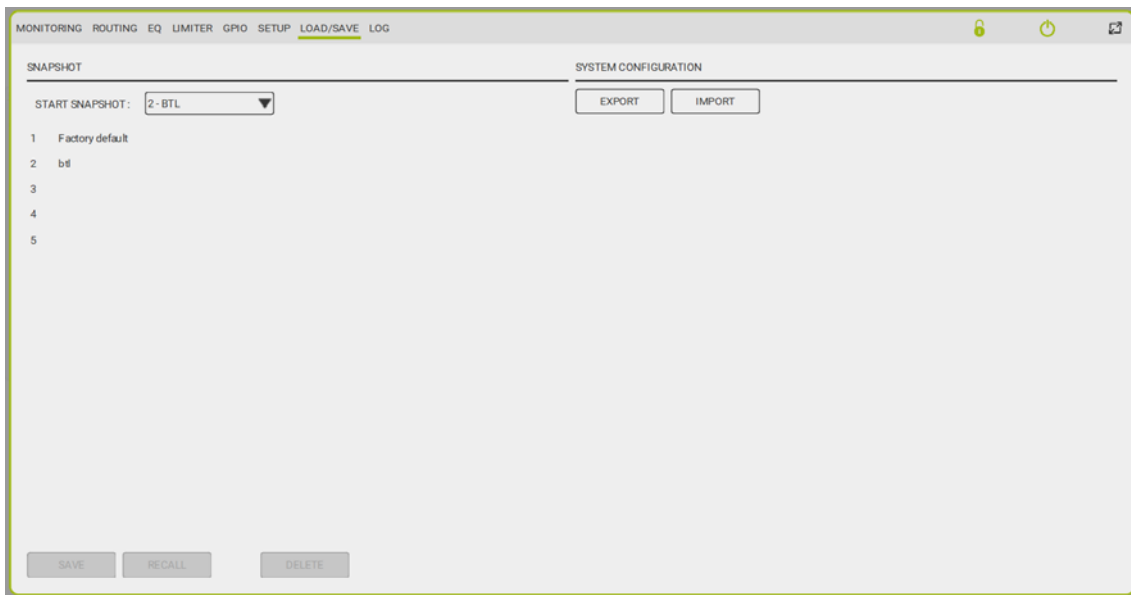 MONITORING ROUTING EQ LIMITER GPIO SETUP LOAD/SAVE LOG
SNAPSHOT
START SNAPSHOT: 2 - BTL
1 Factory default
2 btl
3
4
5
SAVE RECALL DELETE
SYSTEM CONFIGURATION
EXPORT IMPORT